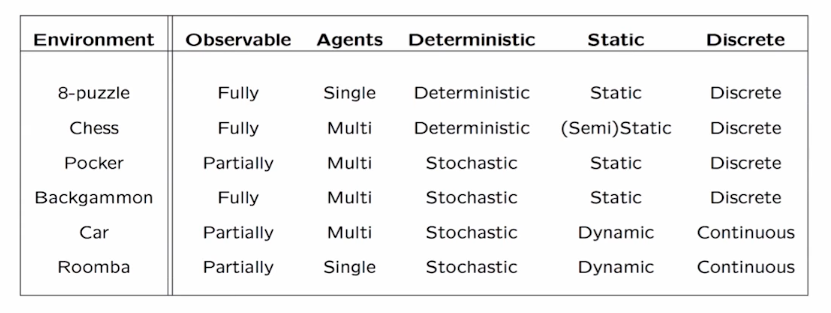 Environment Observable Agents Deterministic Static Discrete
8-puzzle Fully Single Deterministic Static Discrete
Chess Fully Multi Deterministic (Semi)Static Discrete
Pocker Partially Multi Stochastic Static Discrete
Backgammon Fully Multi Stochastic Static Discrete
Car Partially Multi Stochastic Dynamic Continuous
Roomba Partially Single Stochastic Dynamic Continuous